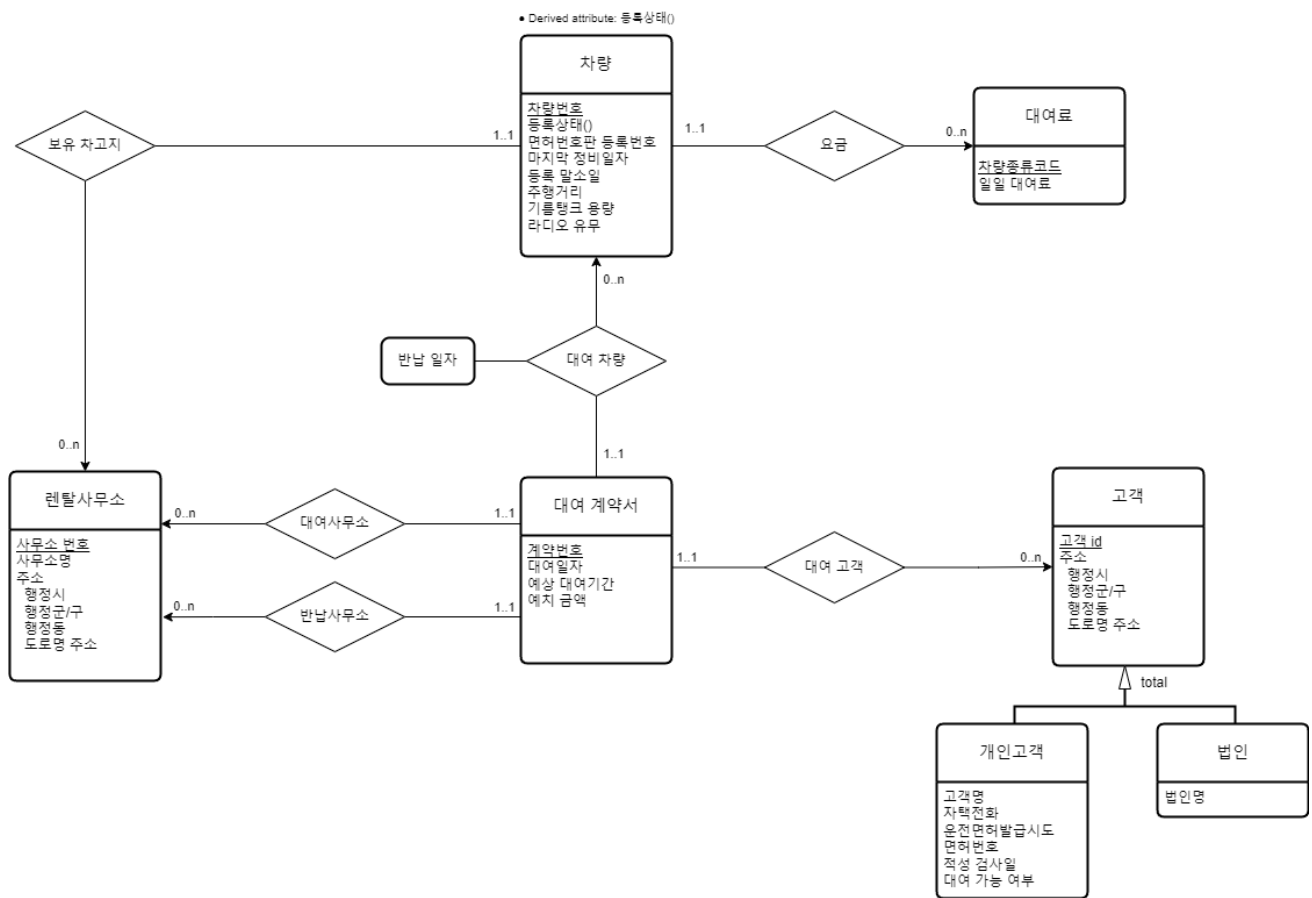 ● Derived attribute: 등록상태()
차량
차량번호
등록상태()
면허번호판 등록번호
마지막 정비일자
등록 말소일
주행거리
기름탱크 용량
라디오 유무
보유 차고지
1..1
1..1
요금
0..n
대여료
차량종류코드
일일 대여료
0..n
반납 일자
대여 차량
0..n
1..1
렌탈사무소
사무소 번호
사무소명
주소
행정시
행정군/구
행정동
도로명 주소
0..n
대여사무소
1..1
0..n
반납사무소
1..1
대여 계약서
계약번호
대여일자
예상 대여기간
예치 금액
1..1
대여 고객
0..n
고객
고객 id
주소
행정시
행정군/구
행정동
도로명 주소
total
개인고객
고객명
자택전화
운전면허발급시도
면허번호
적성 검사일
대여 가능 여부
법인
법인명